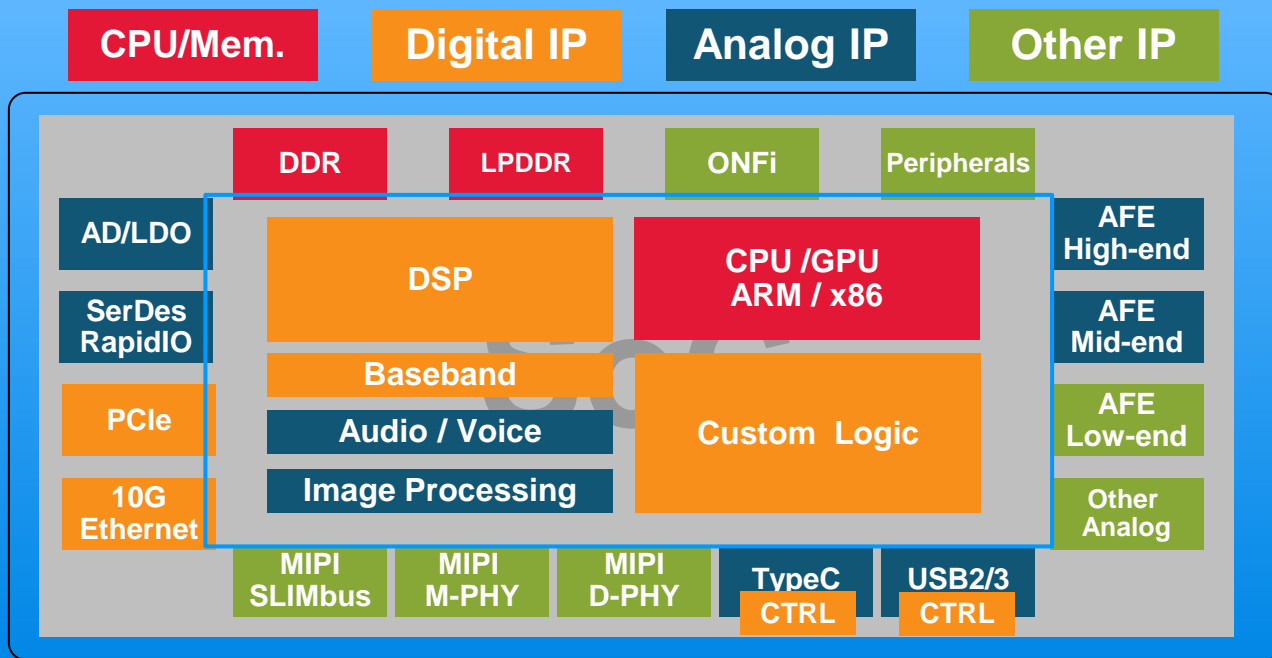 CPU/Mem.
Digital IP
Analog IP
Other IP
DDR
LPDDR
ONFi
Peripherals
AD/LDO
SerDes
RapidIO
PCIe
10G
Ethernet
DSP
CPU /GPU
ARM / x86
SoC
Baseband
Audio / Voice
Image Processing
Custom Logic
AFE
High-end
AFE
Mid-end
AFE
Low-end
Other
Analog
MIPI
SLIMbus
MIPI
M-PHY
MIPI
D-PHY
TypeC
CTRL
USB2/3
CTRL